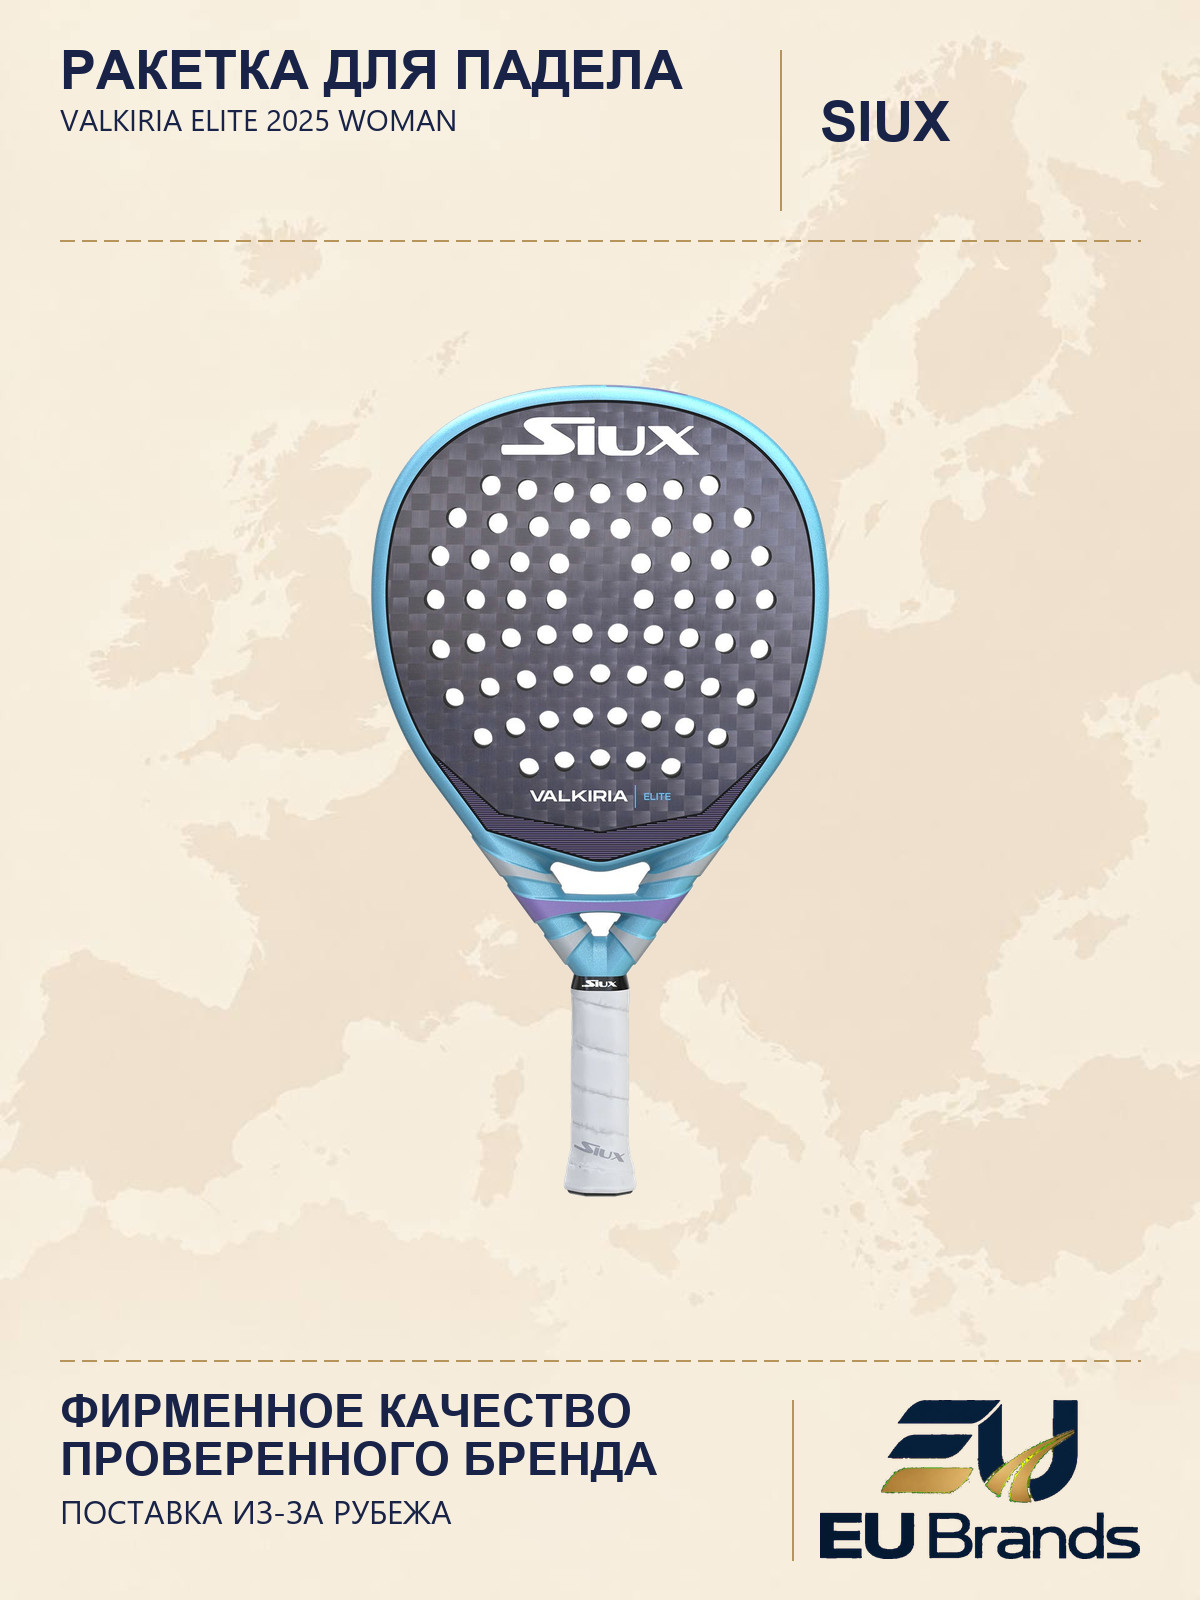 РАКЕТКА ДЛЯ ПАДЕЛА
VALKIRIA ELITE 2025 WOMAN
SIUX
SIUX
VALKIRIA | ELITE
SIUX
SIUX
ФИРМЕННОЕ КАЧЕСТВО
ПРОВЕРЕННОГО БРЕНДА
ПОСТАВКА ИЗ-ЗА РУБЕЖА
EU
EU Brands